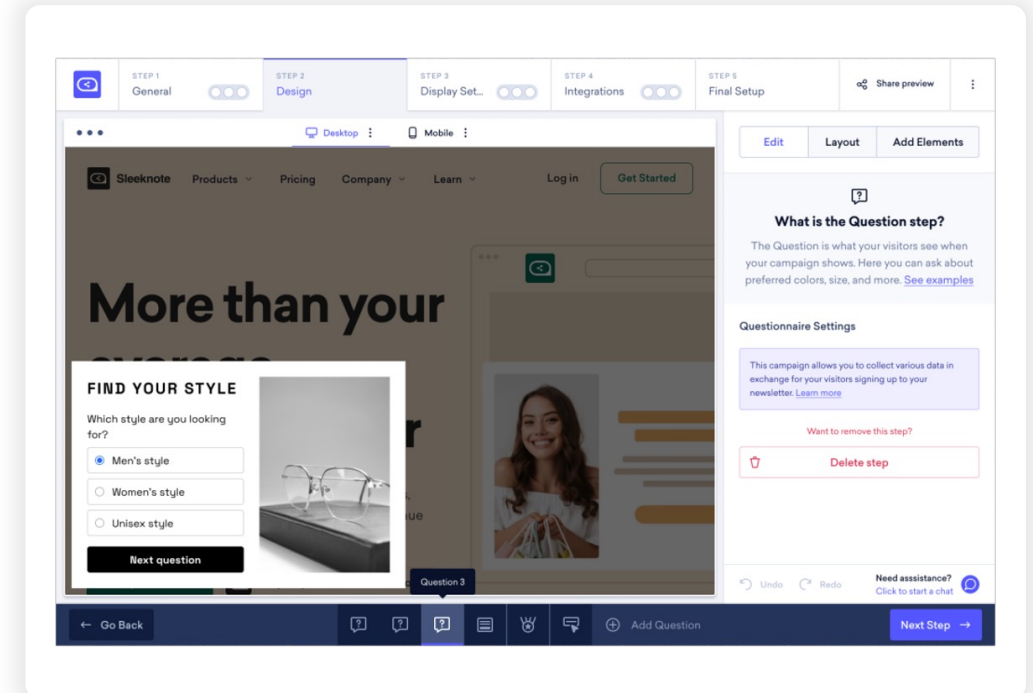 STEP 1
General
STEP 2
Design
STEP 3
Display Set...
STEP 4
Integrations
STEP 5
Final Setup
Share preview
Desktop
Mobile
Edit
Layout
Add Elements
Sleeknote
Products
Pricing
Company
Learn
Log in
Get Started
More than your
average
r
ue
FIND YOUR STYLE
Which style are you looking
for?
Men's style
Women's style
Unisex style
Next question
What is the Question step?
The Question is what your visitors see when
your campaign shows. Here you can ask about
preferred colors, size, and more. See examples
Questionnaire Settings
This campaign allows you to collect various data in
exchange for your visitors signing up to your
newsletter. Learn more
Want to remove this step?
Delete step
Undo
Redo
Need asssistance?
Click to start a chat
Question 3
Go Back
Add Question
Next Step